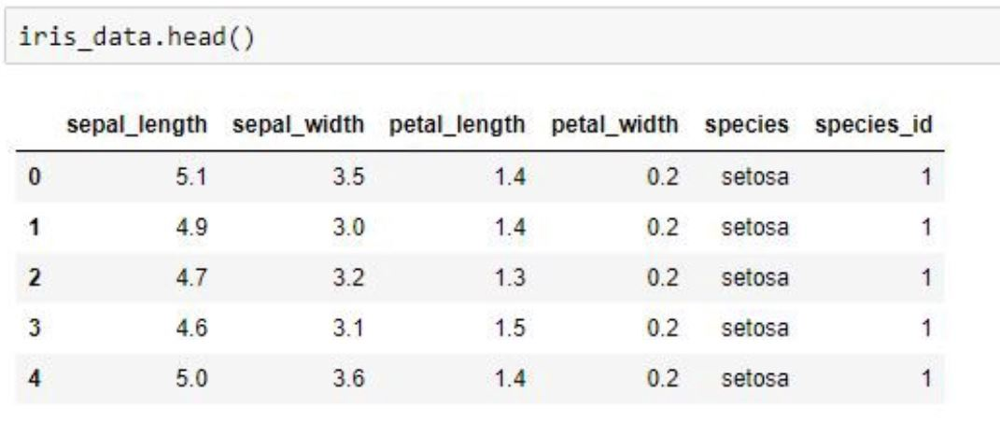 iris_data.head()
sepal_length sepal_width petal_length petal_width species species_id
0 5.1 3.5 1.4 0.2 setosa 1
1 4.9 3.0 1.4 0.2 setosa 1
2 4.7 3.2 1.3 0.2 setosa 1
3 4.6 3.1 1.5 0.2 setosa 1
4 5.0 3.6 1.4 0.2 setosa 1